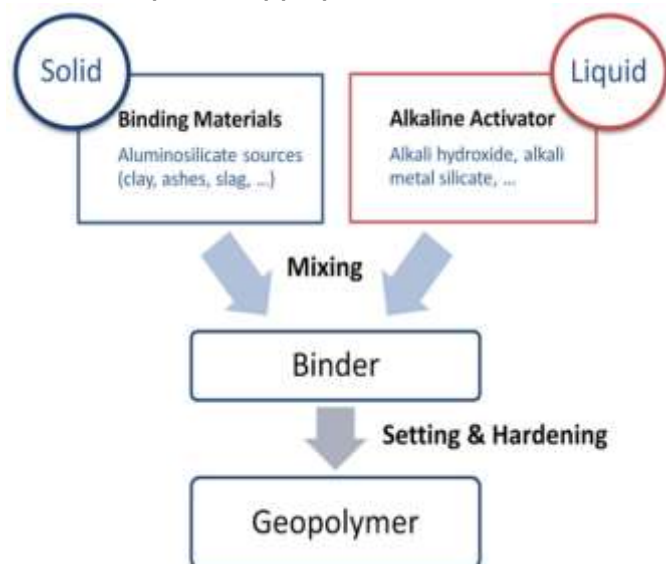 Solid
Liquid
Binding Materials
Aluminosilicate sources
(clay, ashes, slag, ...)
Alkaline Activator
Alkali hydroxide, alkali
metal silicate, ...
Mixing
Binder
Setting & Hardening
Geopolymer